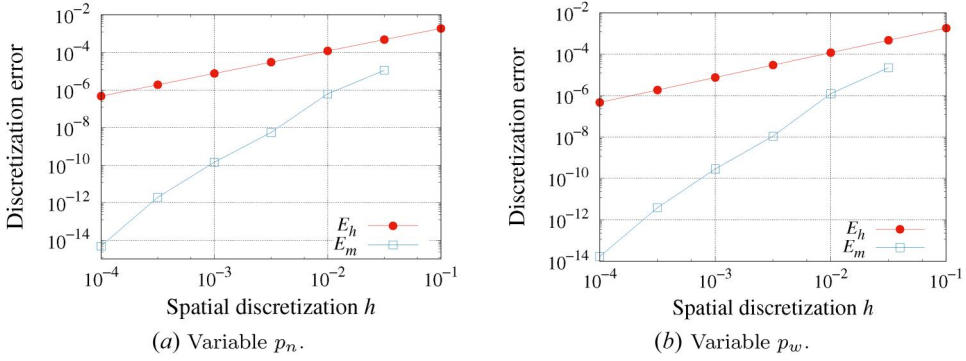 Discretization error
10⁻²
10⁻⁴
10⁻⁶
10⁻⁸
10⁻¹⁰
10⁻¹²
10⁻¹⁴
E_h
E_m
10⁻⁴ 10⁻³ 10⁻² 10⁻¹
Spatial discretization h
(a) Variable p_n.
Discretization error
10⁻²
10⁻⁴
10⁻⁶
10⁻⁸
10⁻¹⁰
10⁻¹²
10⁻¹⁴
E_h
E_m
10⁻⁴ 10⁻³ 10⁻² 10⁻¹
Spatial discretization h
(b) Variable p_w.